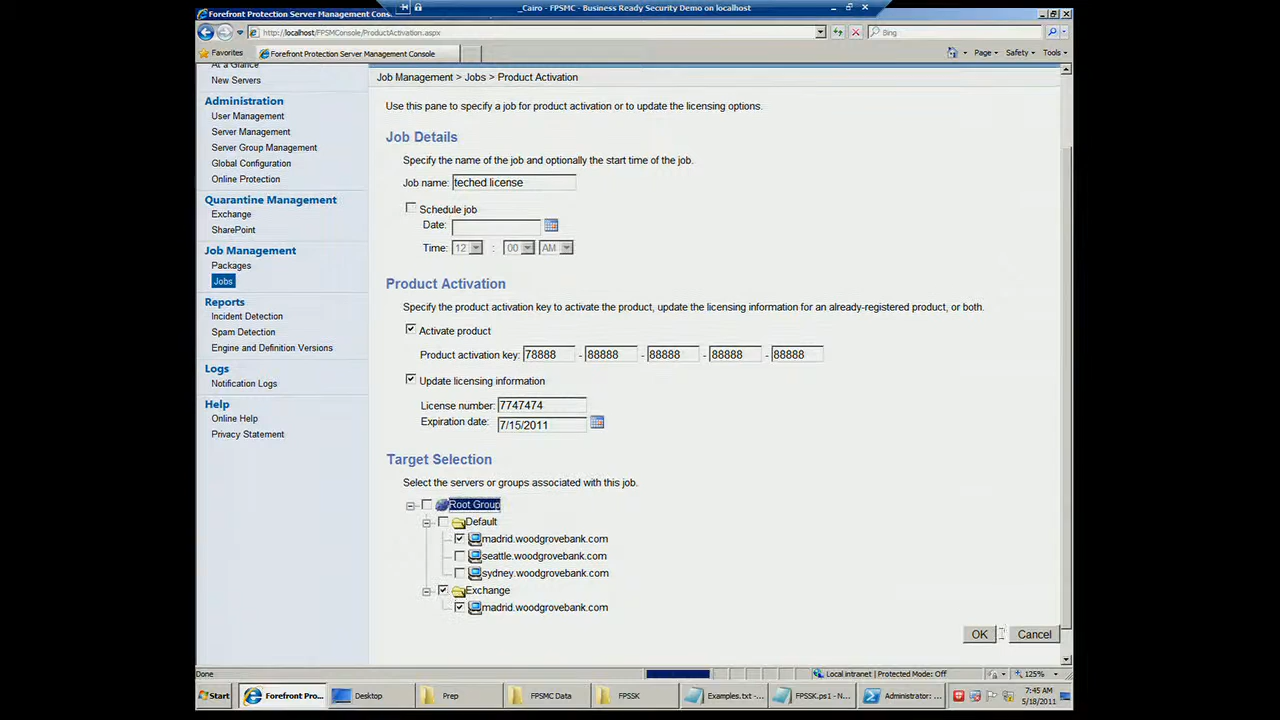 _Cairo - FPSMC - Business Ready Security Demo on localhost
Forefront Protection Server Management Cons
http://localhost/FPSMConsole/ProductActivation.aspx
Bing
Favorites
Forefront Protection Server Management Console
Page
Safety
Tools
At a Glance
New Servers
Administration
User Management
Server Management
Server Group Management
Global Configuration
Online Protection
Quarantine Management
Exchange
SharePoint
Job Management
Packages
Jobs
Reports
Incident Detection
Spam Detection
Engine and Definition Versions
Logs
Notification Logs
Help
Online Help
Privacy Statement
Job Management > Jobs > Product Activation
Use this pane to specify a job for product activation or to update the licensing options.
Job Details
Specify the name of the job and optionally the start time of the job.
Job name: teched license
Schedule job
Date:
Time: 12 : 00 AM
Product Activation
Specify the product activation key to activate the product, update the licensing information for an already-registered product, or both.
Activate product
Product activation key: 78888 - 88888 - 88888 - 88888 - 88888
Update licensing information
License number: 7747474
Expiration date: 7/15/2011
Target Selection
Select the servers or groups associated with this job.
Root Group
Default
madrid.woodgrovebank.com
seattle.woodgrovebank.com
sydney.woodgrovebank.com
Exchange
madrid.woodgrovebank.com
OK
Cancel
Done
Local intranet | Protected Mode: Off
125%
Start
Forefront Pro...
Desktop
Prep
FPSMC Data
FPSSK
Examples.txt -...
FPSSK.ps1 - N...
Administrator: ...
7:45 AM
5/18/2011